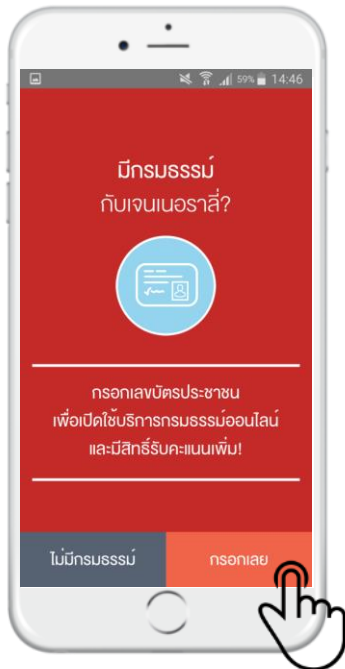 59% 14:46
มีกรมธรรม์
กับเจนเนอราลี่?
กรอกเลขบัตรประชาชน
เพื่อเปิดใช้บริการกรมธรรม์ออนไลน์
และมีสิทธิ์รับคะแนนเพิ่ม!
ไม่มีกรมธรรม์
กรอกเลย